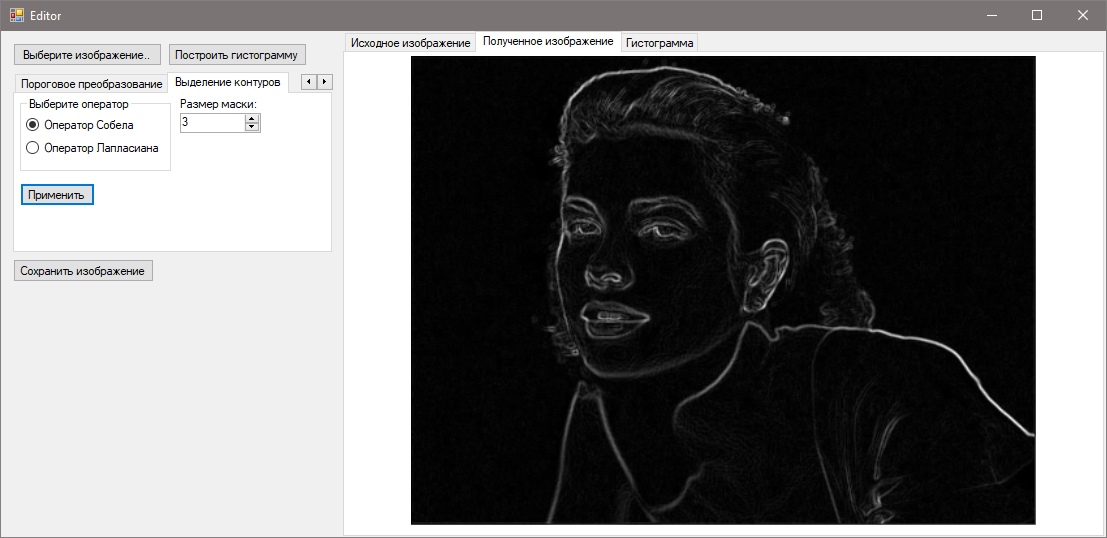 Editor
Выберите изображение..
Построить гистограмму
Пороговое преобразование
Выделение контуров
Выберите оператор
Оператор Собела
Оператор Лапласиана
Размер маски:
3
Применить
Сохранить изображение
Исходное изображение
Полученное изображение
Гистограмма